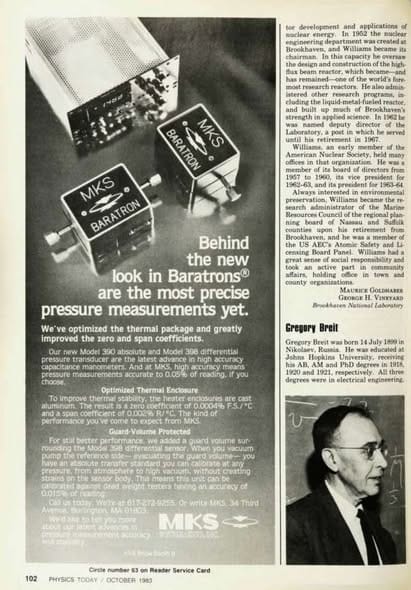 MKS
BARATRON
MKS
BARATRON
Behind
the new
look in Baratrons®
are the most precise
pressure measurements yet.
We've optimized the thermal package and greatly
improved the zero and span coefficients.
Our new Model 390 absolute and Model 398 differential
pressure transducer are the latest advance in high accuracy
capacitance manometers. And at MKS, high accuracy means
pressure measurements accurate to 0.05% of reading, if you
choose.
Optimized Thermal Enclosure
To improve thermal stability, the heater enclosures are cast
aluminum. The result is a zero coefficient of 0.0004% F.S./°C
and a span coefficient of 0.002% R/°C. The kind of
performance you've come to expect from MKS.
Guard-Volume Protected
For still better performance, we added a guard volume sur-
rounding the Model 398 differential sensor. When you vacuum
pump the reference side— evacuating the guard volume— you
have an absolute transfer standard you can calibrate at any
pressure, from atmosphere to high vacuum, without creating
strains on the sensor body. This means this unit can be
calibrated against dead weight testers having an accuracy of
0.015% of reading.
Call us today. We're at 617-272-9255. Or write MKS, 34 Third
Avenue, Burlington, MA 01803.
We'd like to tell you more
about our latest advances in
pressure measurement accuracy
and stability.
MKS
Circle number 63 on Reader Service Card
102 PHYSICS TODAY / OCTOBER 1983
tor development and applications of
nuclear energy. In 1952 the nuclear
engineering department was created at
Brookhaven, and Williams became its
chairman. In this capacity he oversaw
the design and construction of the high-
flux beam reactor, which became—and
has remained—one of the world's fore-
most research reactors. He also admin-
istered other research programs, in-
cluding the liquid-metal-fueled reactor,
and built up much of Brookhaven's
strength in applied science. In 1962 he
was named deputy director of the
Laboratory, a post in which he served
until his retirement in 1967.
Williams, an early member of the
American Nuclear Society, held many
offices in that organization. He was a
member of its board of directors from
1957 to 1960, its vice president for
1962–63, and its president for 1963–64.
Always interested in environmental
preservation, Williams became the re-
search administrator of the Marine
Resources Council of the regional plan-
ning board of Nassau and Suffolk
counties upon his retirement from
Brookhaven, and he was a member of
the US AEC's Atomic Safety and Li-
censing Board Panel. Williams had a
great sense of social responsibility and
took an active part in community
affairs, holding office in town and
county organizations.
MAURICE GOLDHABER
GEORGE H. VINEYARD
Brookhaven National Laboratory
Gregory Breit
Gregory Breit was born 14 July 1899 in
Nikolaev, Russia. He was educated at
Johns Hopkins University, receiving
his AB, AM and PhD degrees in 1918,
1920 and 1921, respectively. All three
degrees were in electrical engineering.